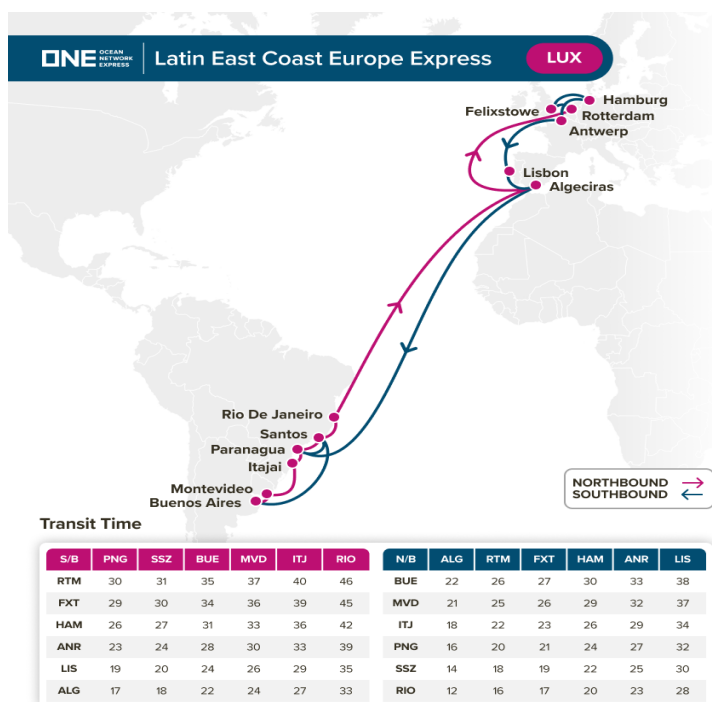 ONE OCEAN NETWORK EXPRESS
Latin East Coast Europe Express
LUX
Hamburg
Felixstowe
Rotterdam
Antwerp
Lisbon
Algeciras
Rio De Janeiro
Santos
Paranagua
Itajai
Montevideo
Buenos Aires
NORTHBOUND
SOUTHBOUND
Transit Time
S/B PNG SSZ BUE MVD ITJ RIO
RTM 30 31 35 37 40 46
FXT 29 30 34 36 39 45
HAM 26 27 31 33 36 42
ANR 23 24 28 30 33 39
LIS 19 20 24 26 29 35
ALG 17 18 22 24 27 33
N/B ALG RTM FXT HAM ANR LIS
BUE 22 26 27 30 33 38
MVD 21 25 26 29 32 37
ITJ 18 22 23 26 29 34
PNG 16 20 21 24 27 32
SSZ 14 18 19 22 25 30
RIO 12 16 17 20 23 28